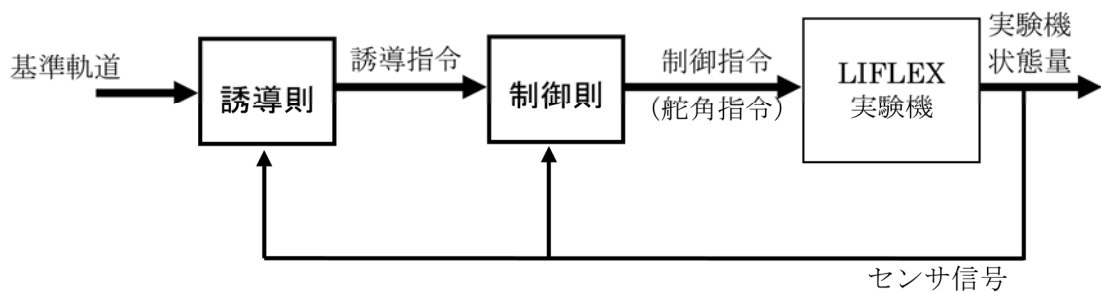 基準軌道
誘導則
誘導指令
制御則
制御指令
(舵角指令)
LIFLEX
実験機
実験機
状態量
センサ信号